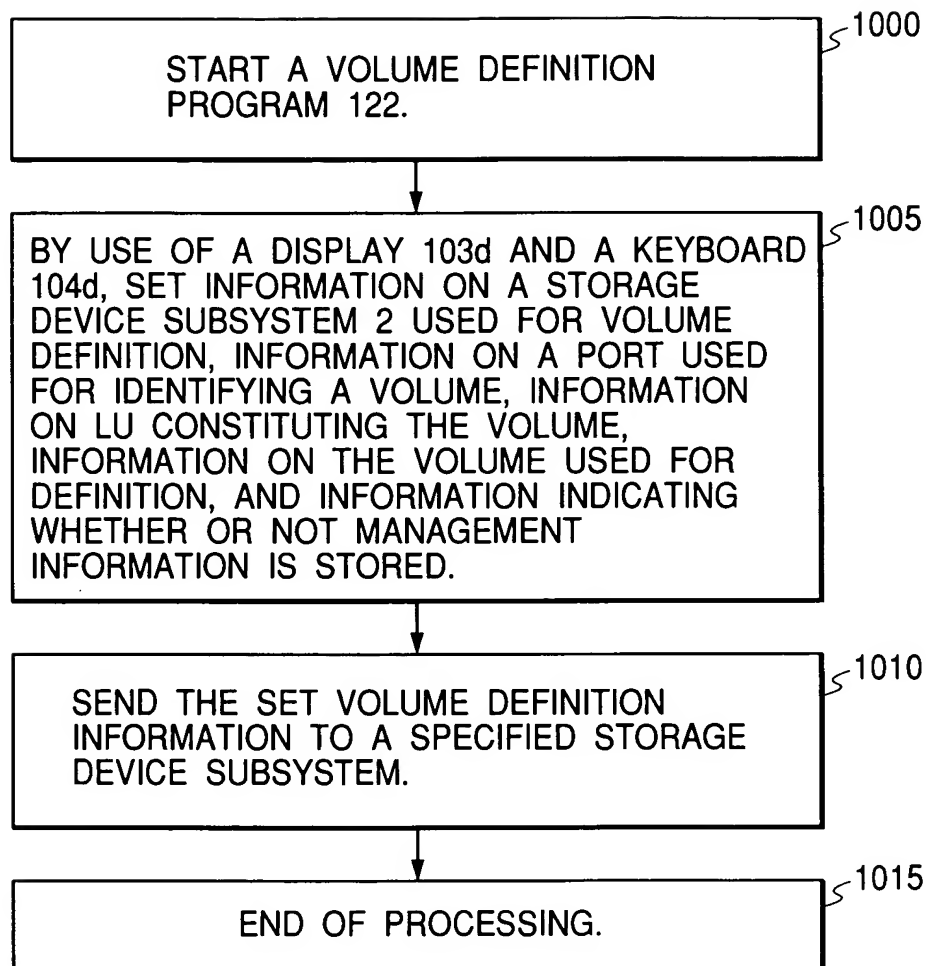 1000
START A VOLUME DEFINITION
PROGRAM 122.
1005
BY USE OF A DISPLAY 103d AND A KEYBOARD
104d, SET INFORMATION ON A STORAGE
DEVICE SUBSYSTEM 2 USED FOR VOLUME
DEFINITION, INFORMATION ON A PORT USED
FOR IDENTIFYING A VOLUME, INFORMATION
ON LU CONSTITUTING THE VOLUME,
INFORMATION ON THE VOLUME USED FOR
DEFINITION, AND INFORMATION INDICATING
WHETHER OR NOT MANAGEMENT
INFORMATION IS STORED.
1010
SEND THE SET VOLUME DEFINITION
INFORMATION TO A SPECIFIED STORAGE
DEVICE SUBSYSTEM.
1015
END OF PROCESSING.